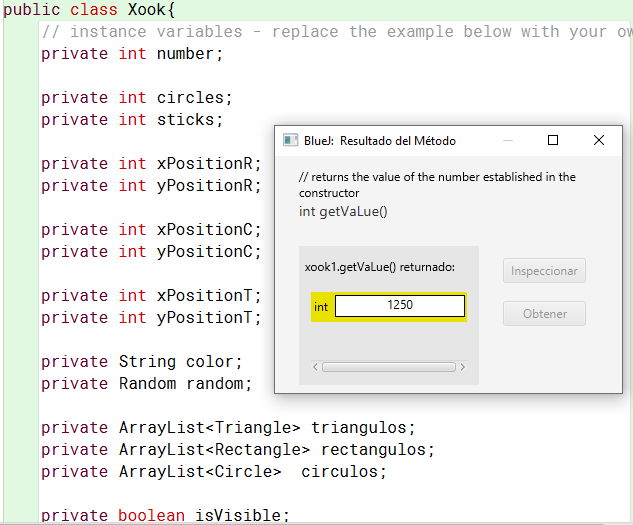 public class Xook{
// instance variables - replace the example below with your ow
private int number;
private int circles;
private int sticks;
private int xPositionR;
private int yPositionR;
private int xPositionC;
private int yPositionC;
private int xPositionT;
private int yPositionT;
private String color;
private Random random;
private ArrayList<Triangle> triangulos;
private ArrayList<Rectangle> rectangulos;
private ArrayList<Circle>  circulos;
private boolean isVisible;
BlueJ: Resultado del Método
// returns the value of the number established in the
constructor
int getVaLue()
xook1.getVaLue() returnado:
int 1250
Inspeccionar
Obtener